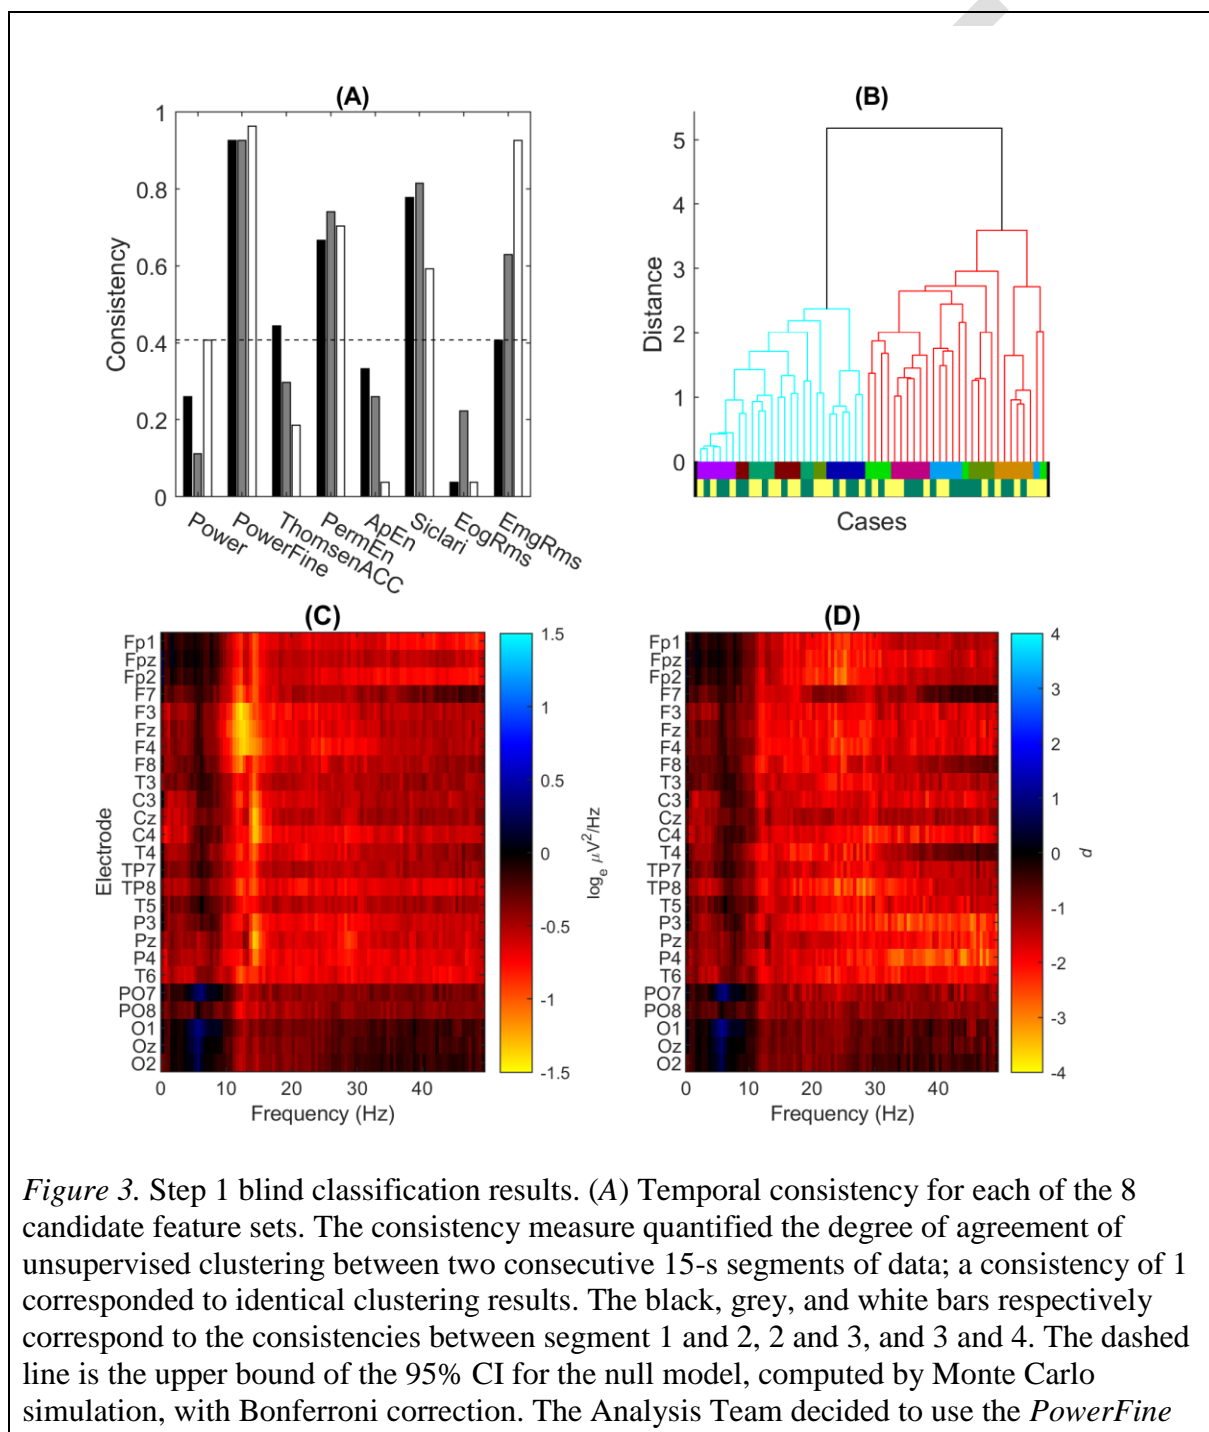 (A)
1
0.8
0.6
0.4
0.2
0
Consistency
Power
PowerFine
ThomsenACC
PermEn
ApEn
Siclari
EogRms
EmgRms
(B)
5
4
3
2
1
0
Distance
Cases
(C)
Fp1
Fpz
Fp2
F7
F3
Fz
F4
F8
T3
C3
Cz
C4
T4
TP7
TP8
T5
P3
Pz
P4
T6
PO7
PO8
O1
Oz
O2
Electrode
0 10 20 30 40
Frequency (Hz)
1.5
1
0.5
0
-0.5
-1
-1.5
logₑ μV²/Hz
(D)
Fp1
Fpz
Fp2
F7
F3
Fz
F4
F8
T3
C3
Cz
C4
T4
TP7
TP8
T5
P3
Pz
P4
T6
PO7
PO8
O1
Oz
O2
0 10 20 30 40
Frequency (Hz)
4
3
2
1
0
-1
-2
-3
-4
d
Figure 3. Step 1 blind classification results. (A) Temporal consistency for each of the 8
candidate feature sets. The consistency measure quantified the degree of agreement of
unsupervised clustering between two consecutive 15-s segments of data; a consistency of 1
corresponded to identical clustering results. The black, grey, and white bars respectively
correspond to the consistencies between segment 1 and 2, 2 and 3, and 3 and 4. The dashed
line is the upper bound of the 95% CI for the null model, computed by Monte Carlo
simulation, with Bonferroni correction. The Analysis Team decided to use the PowerFine